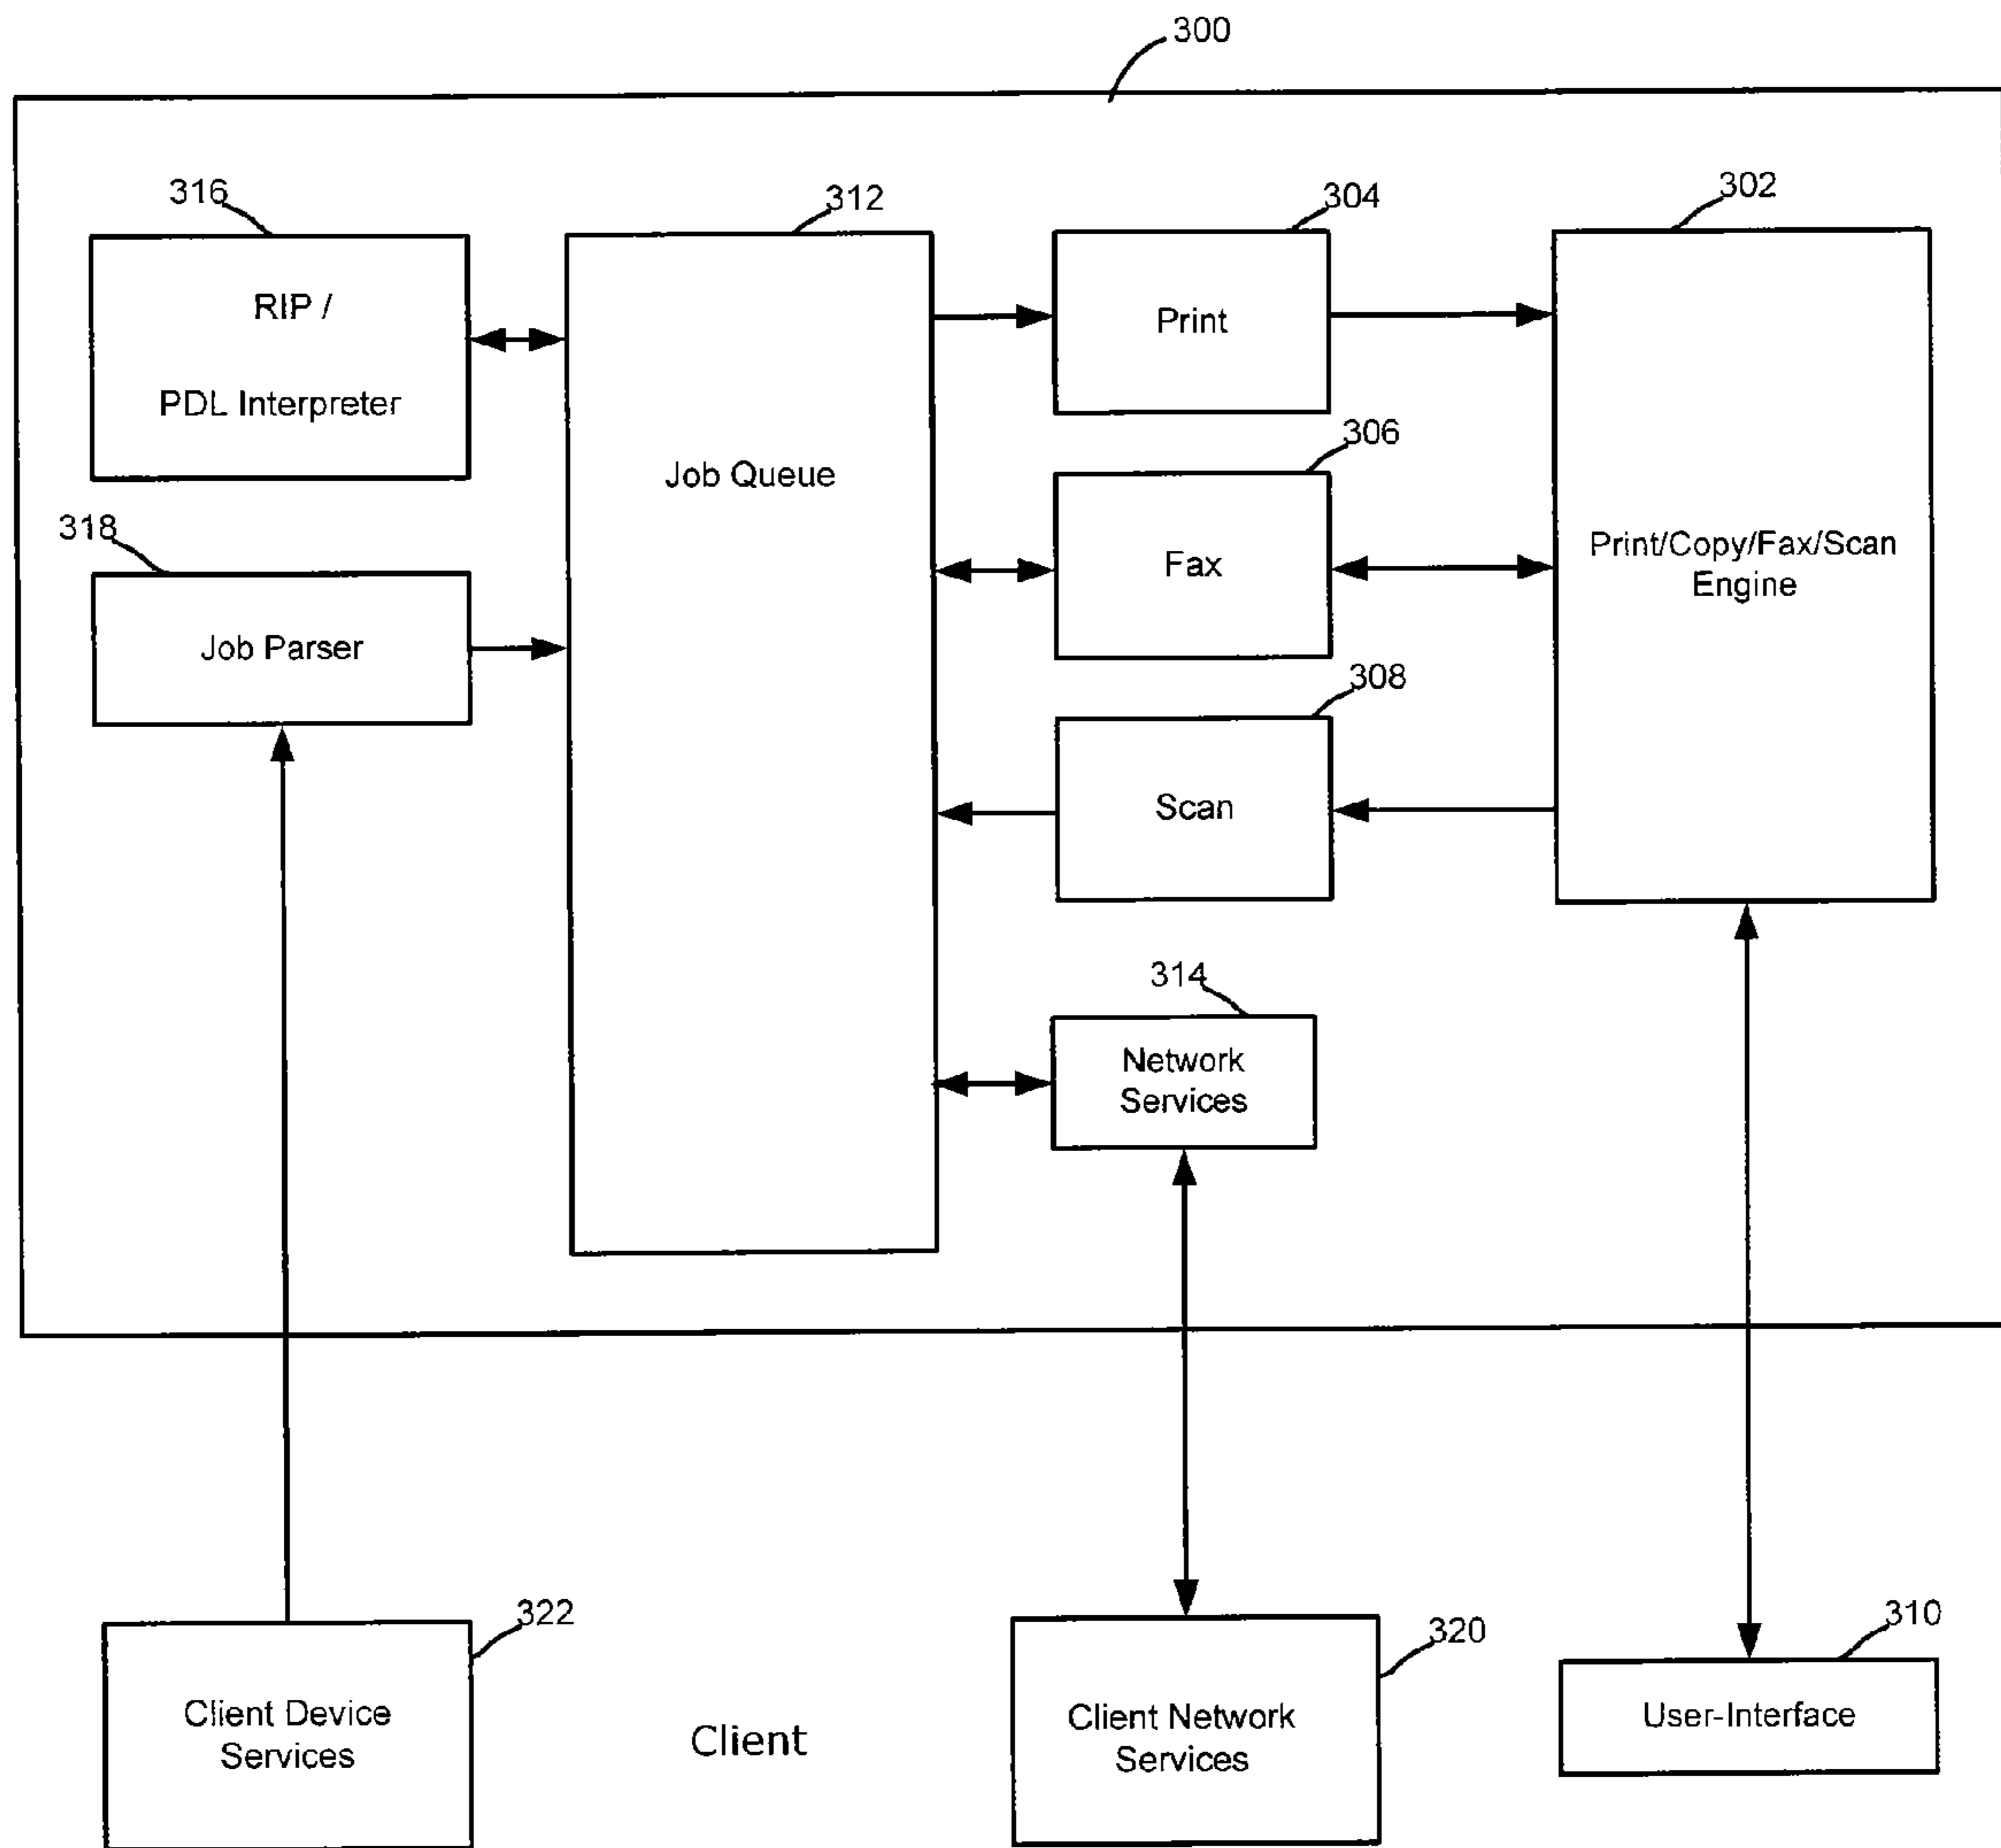 300
316
312
304
302
RIP /
PDL Interpreter
Job Queue
Print
306
Fax
Print/Copy/Fax/Scan
Engine
318
Job Parser
308
Scan
314
Network
Services
322
320
310
Client Device
Services
Client
Client Network
Services
User-Interface